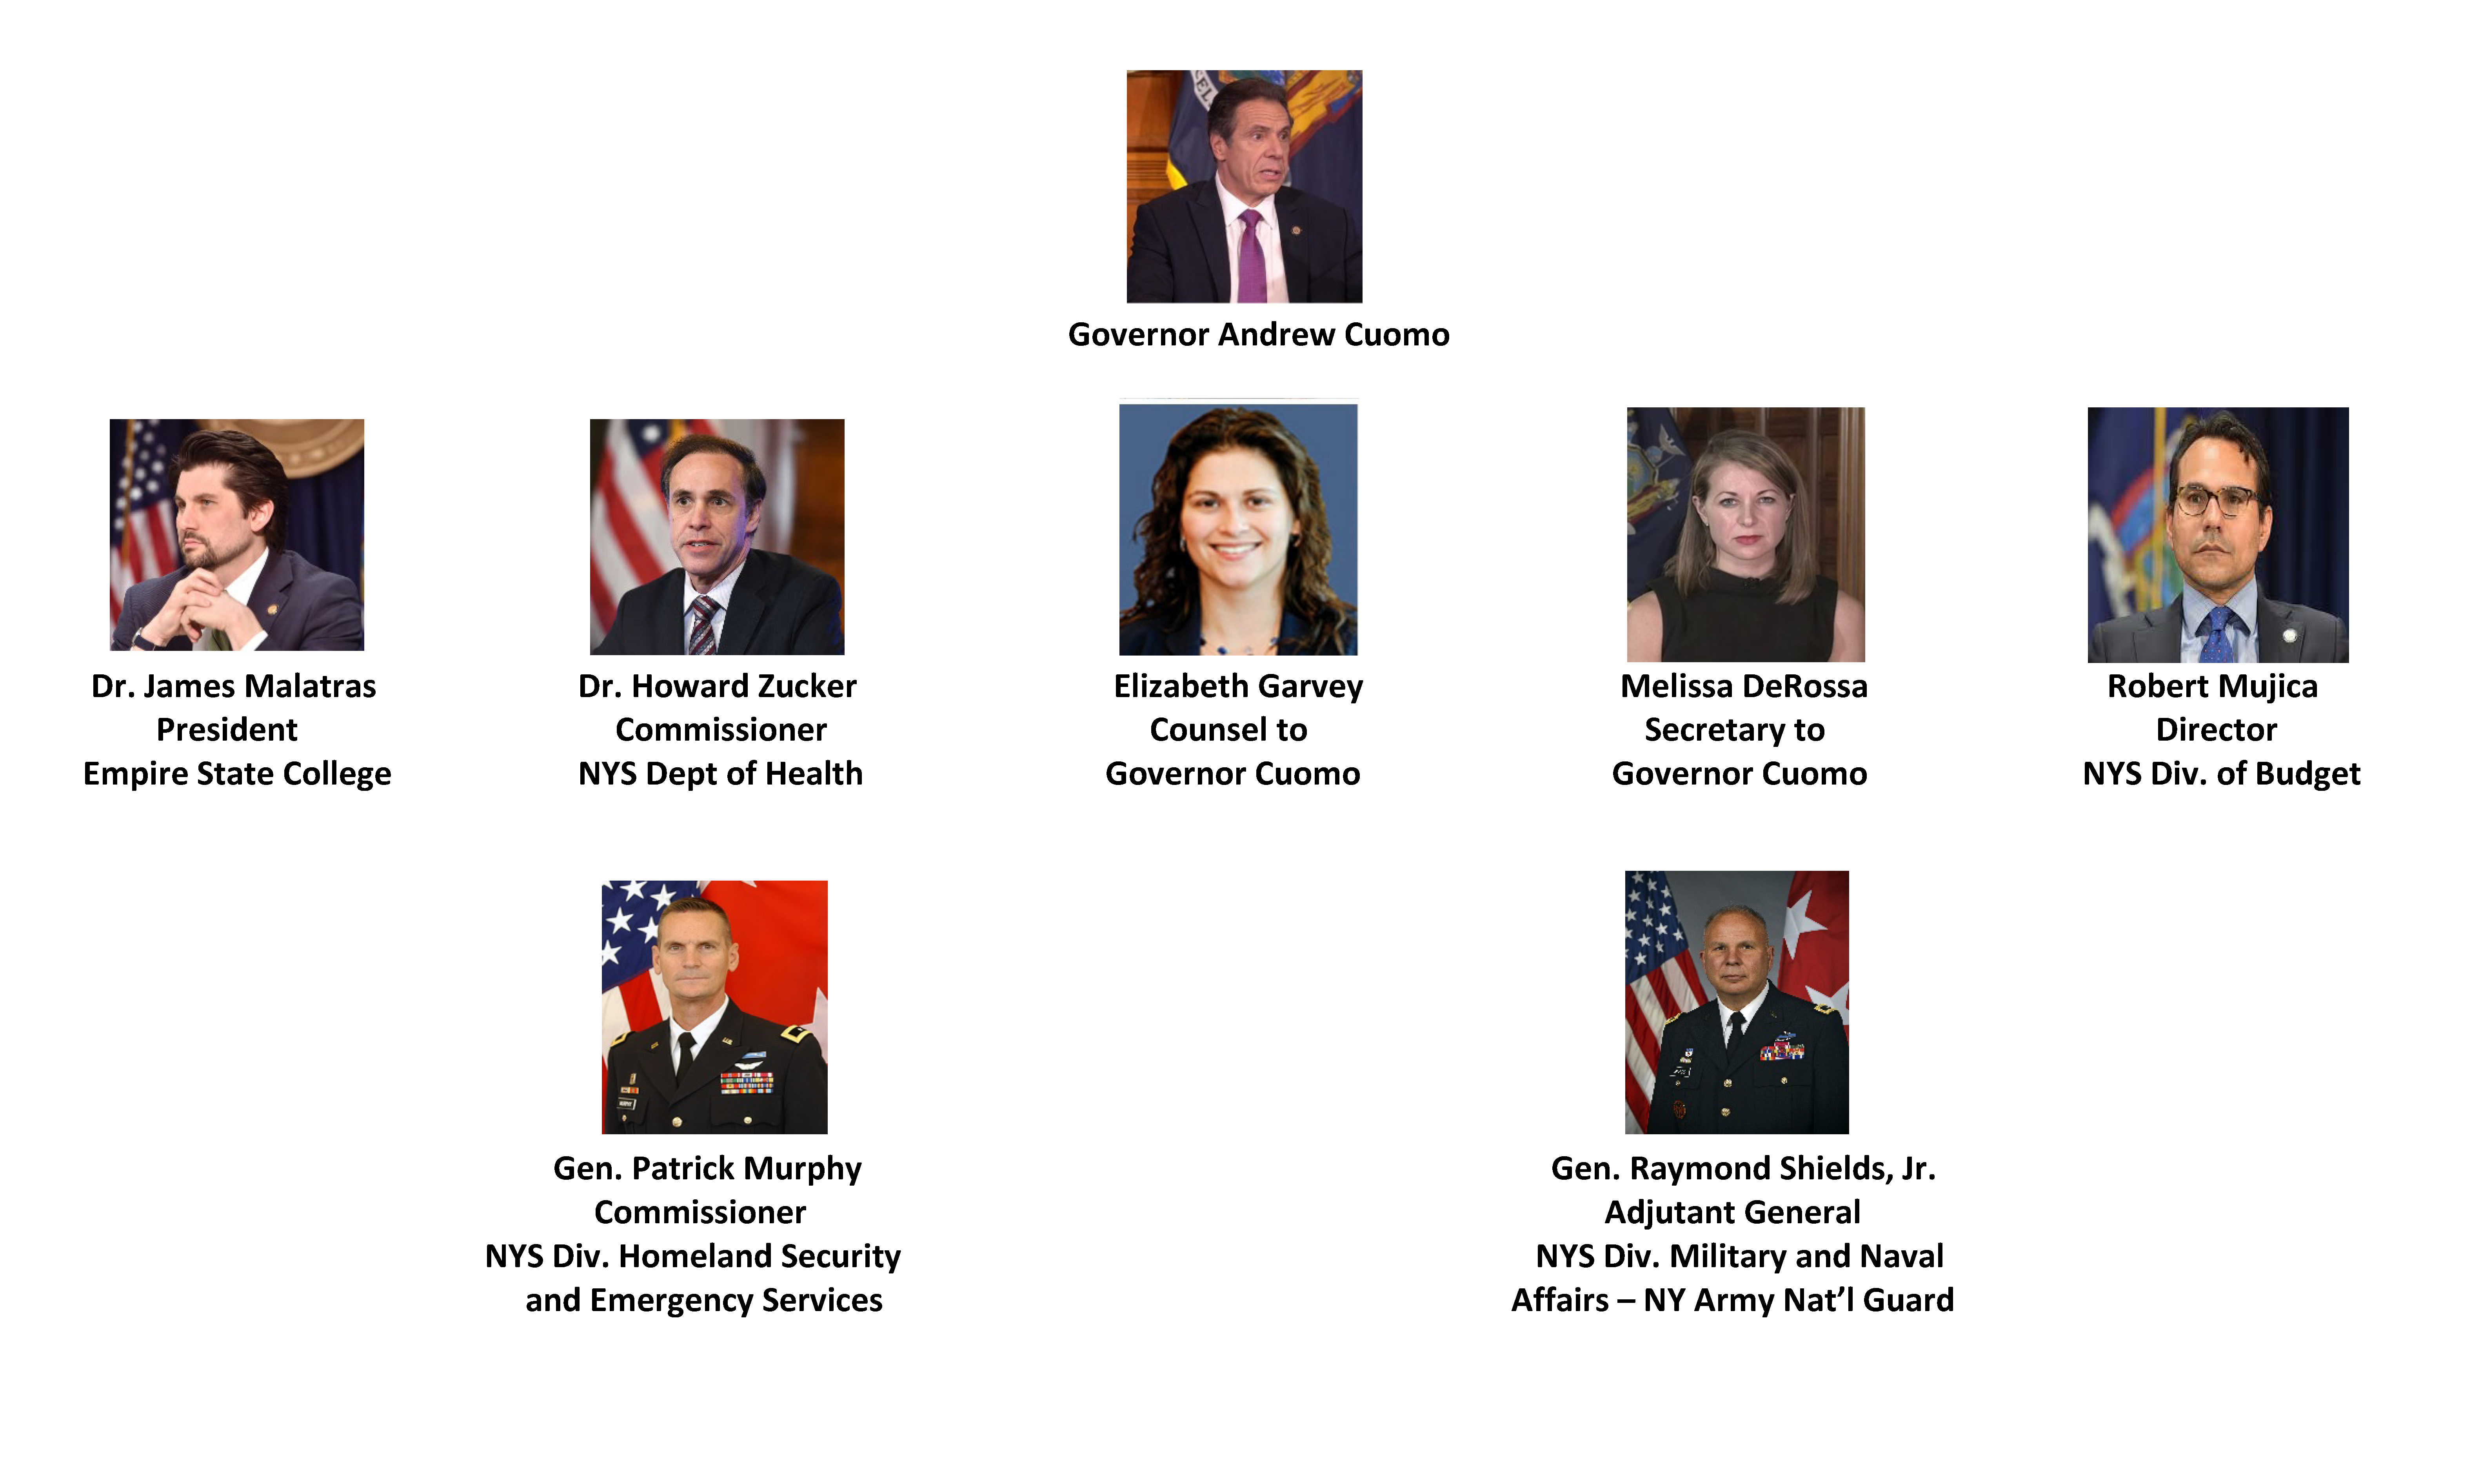 Governor Andrew Cuomo
Dr. James Malatras
President
Empire State College
Dr. Howard Zucker
Commissioner
NYS Dept of Health
Elizabeth Garvey
Counsel to
Governor Cuomo
Melissa DeRossa
Secretary to
Governor Cuomo
Robert Mujica
Director
NYS Div. of Budget
Gen. Patrick Murphy
Commissioner
NYS Div. Homeland Security
and Emergency Services
Gen. Raymond Shields, Jr.
Adjutant General
NYS Div. Military and Naval
Affairs – NY Army Nat’l Guard